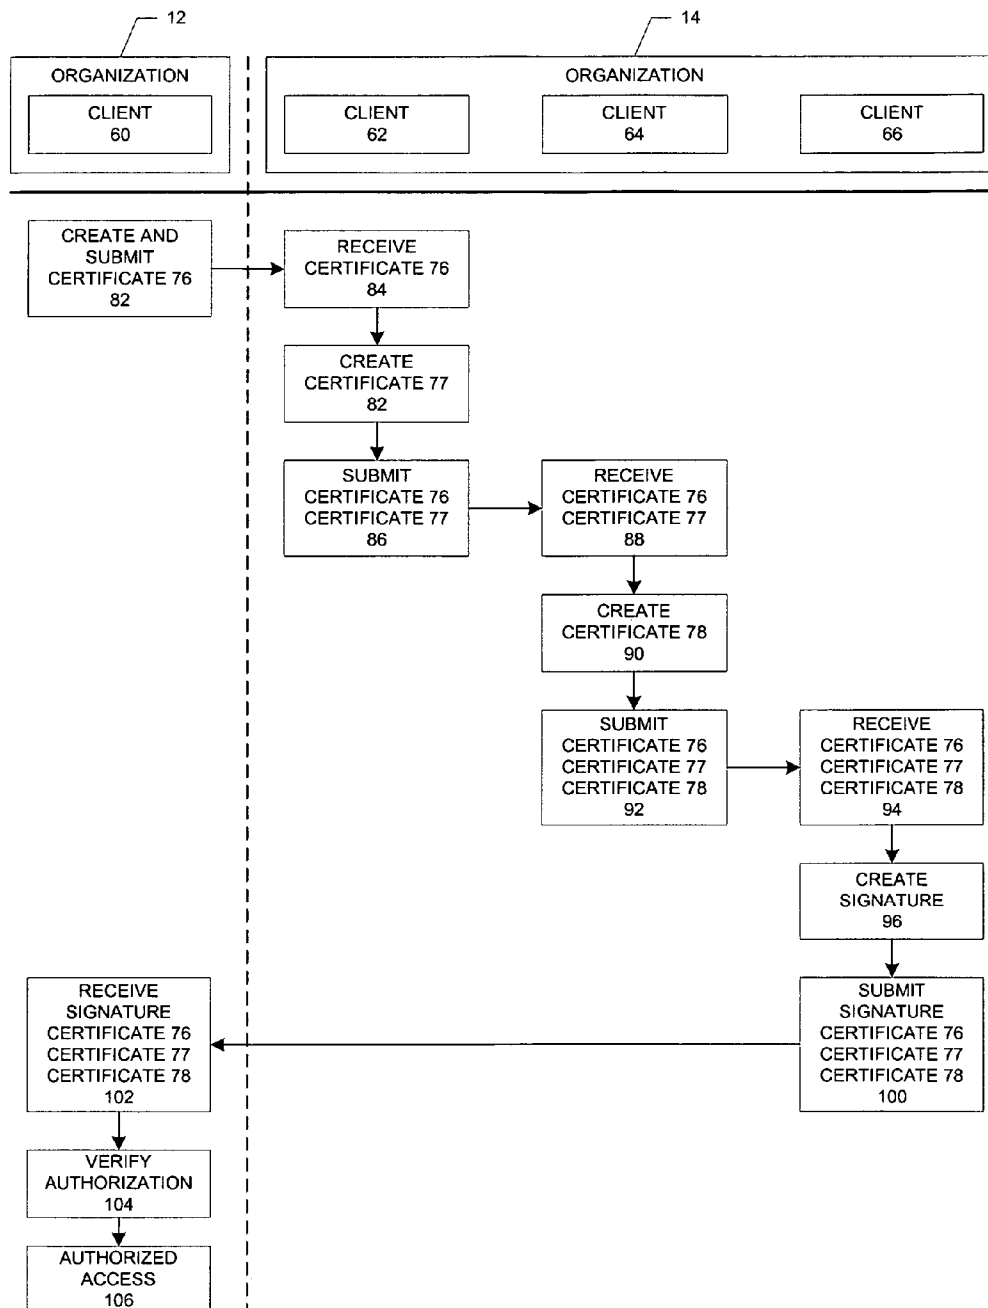 12
14
ORGANIZATION
CLIENT
60
ORGANIZATION
CLIENT
62
CLIENT
64
CLIENT
66
CREATE AND
SUBMIT
CERTIFICATE 76
82
RECEIVE
CERTIFICATE 76
84
CREATE
CERTIFICATE 77
82
SUBMIT
CERTIFICATE 76
CERTIFICATE 77
86
RECEIVE
CERTIFICATE 76
CERTIFICATE 77
88
CREATE
CERTIFICATE 78
90
SUBMIT
CERTIFICATE 76
CERTIFICATE 77
CERTIFICATE 78
92
RECEIVE
CERTIFICATE 76
CERTIFICATE 77
CERTIFICATE 78
94
CREATE
SIGNATURE
96
SUBMIT
SIGNATURE
CERTIFICATE 76
CERTIFICATE 77
CERTIFICATE 78
100
RECEIVE
SIGNATURE
CERTIFICATE 76
CERTIFICATE 77
CERTIFICATE 78
102
VERIFY
AUTHORIZATION
104
AUTHORIZED
ACCESS
106